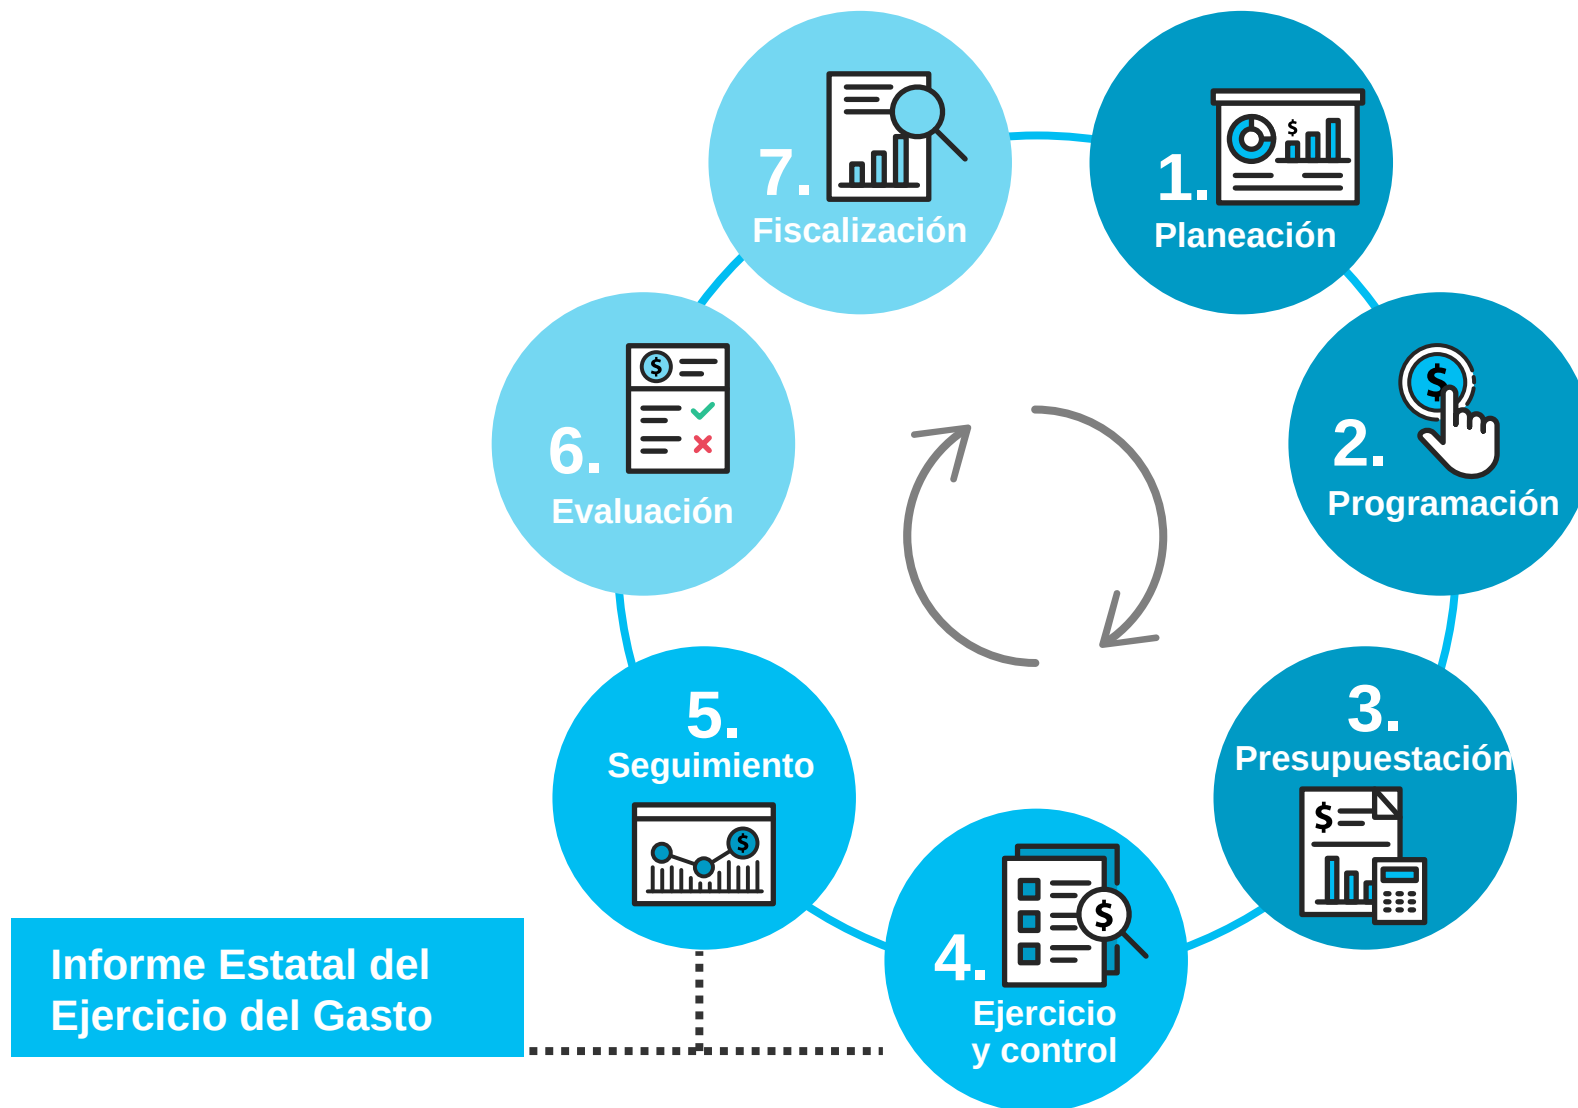 1.
Planeación
2.
Programación
3.
Presupuestación
4.
Ejercicio
y control
5.
Seguimiento
6.
Evaluación
7.
Fiscalización
Informe Estatal del
Ejercicio del Gasto
$
$
$
$
$
$